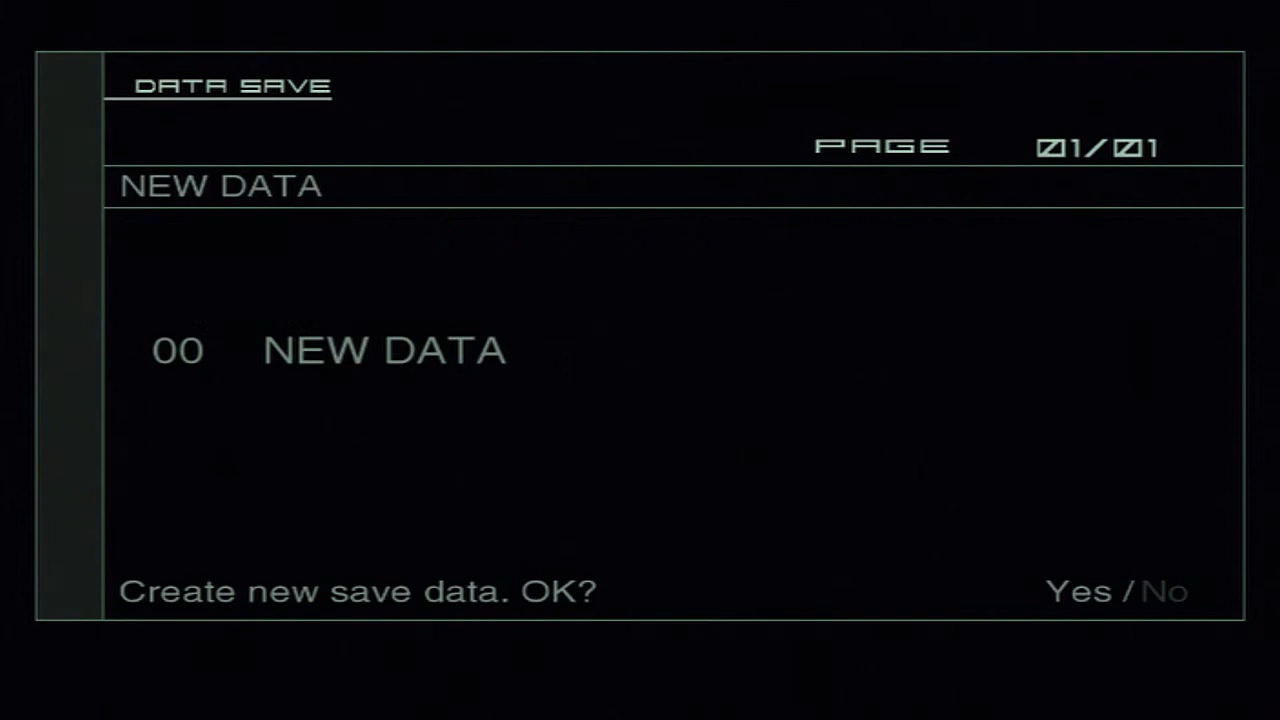 DATA SAVE
PAGE 01/01
NEW DATA
00 NEW DATA
Create new save data. OK? Yes / No